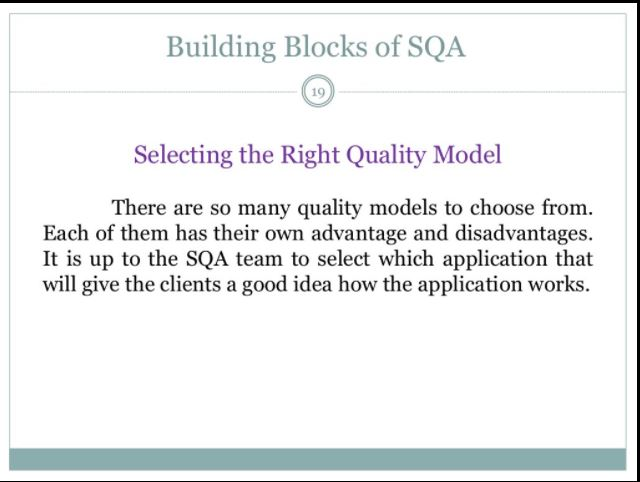 Building Blocks of SQA
19
Selecting the Right Quality Model
There are so many quality models to choose from.
Each of them has their own advantage and disadvantages.
It is up to the SQA team to select which application that
will give the clients a good idea how the application works.